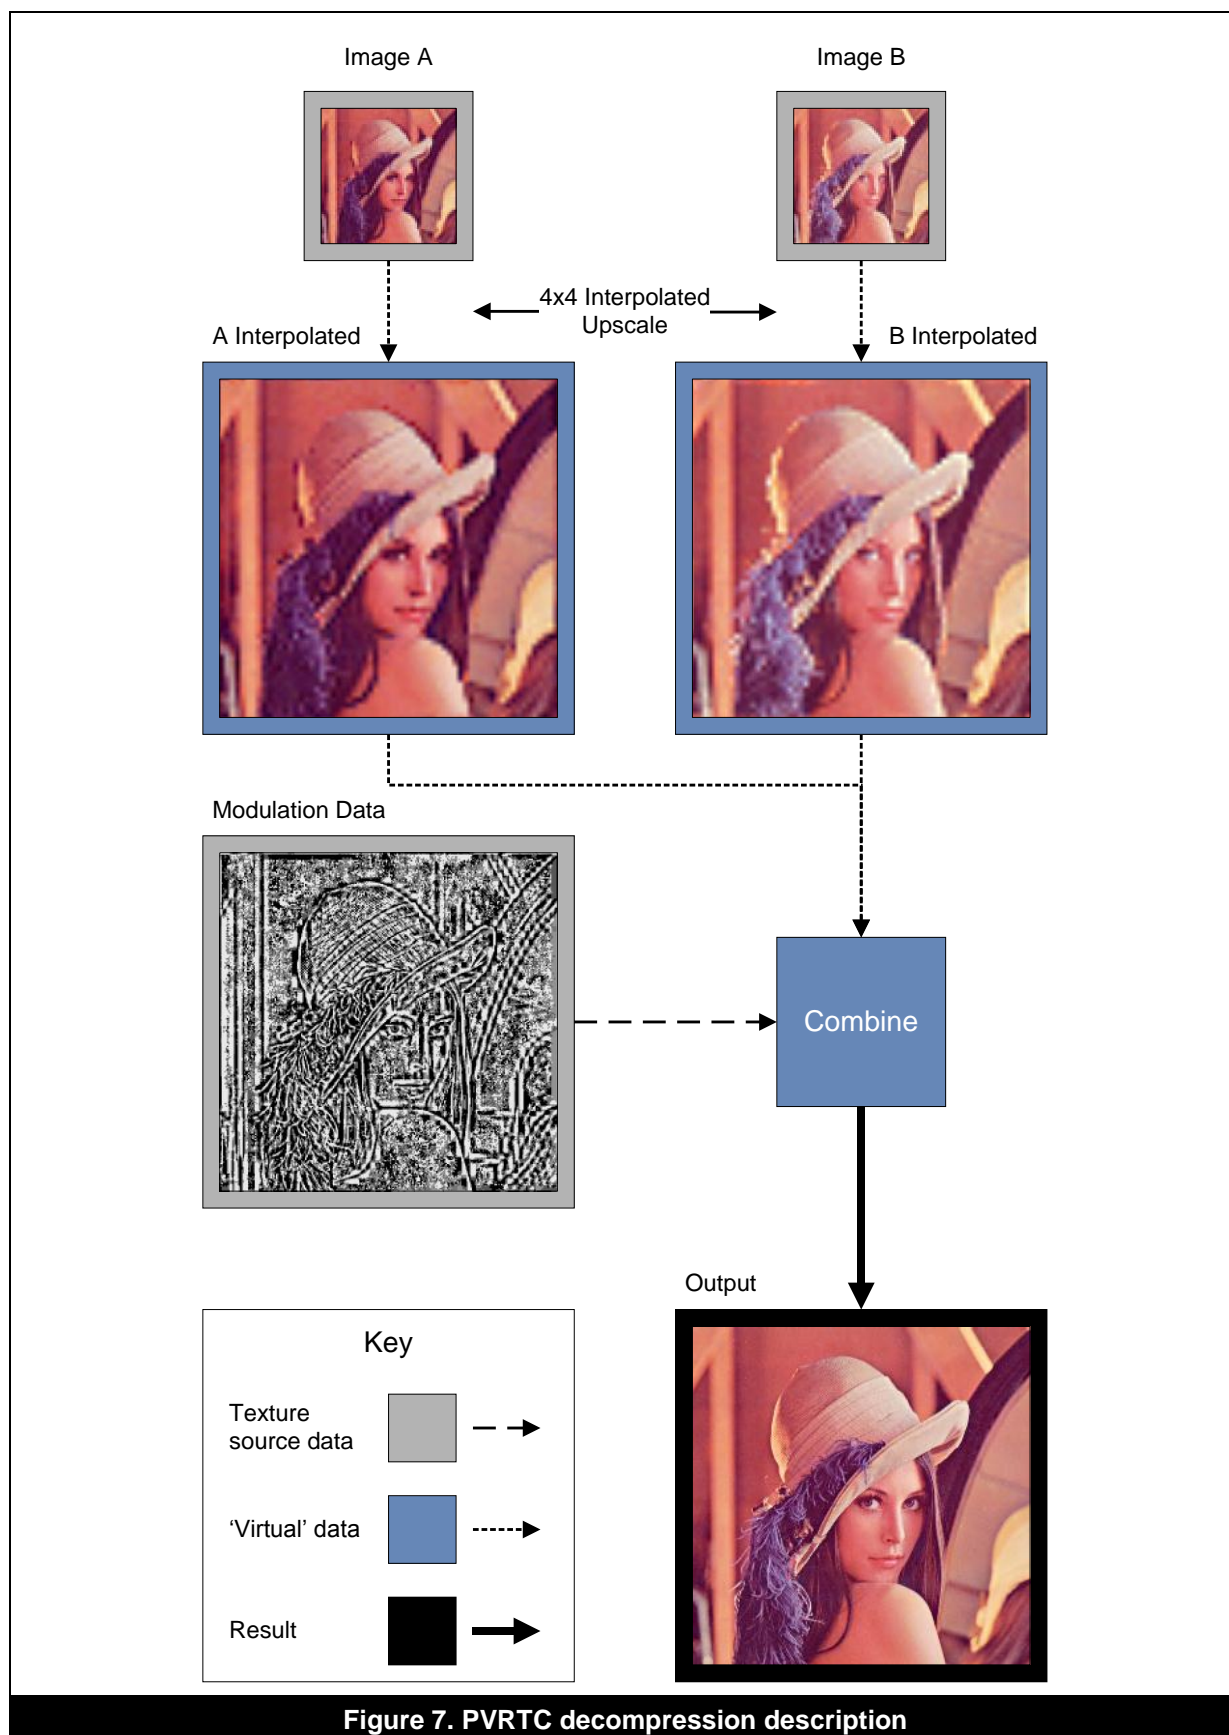 Image A
Image B
4x4 Interpolated
Upscale
A Interpolated
B Interpolated
Modulation Data
Combine
Output
Key
Texture
source data
‘Virtual’ data
Result
Figure 7. PVRTC decompression description